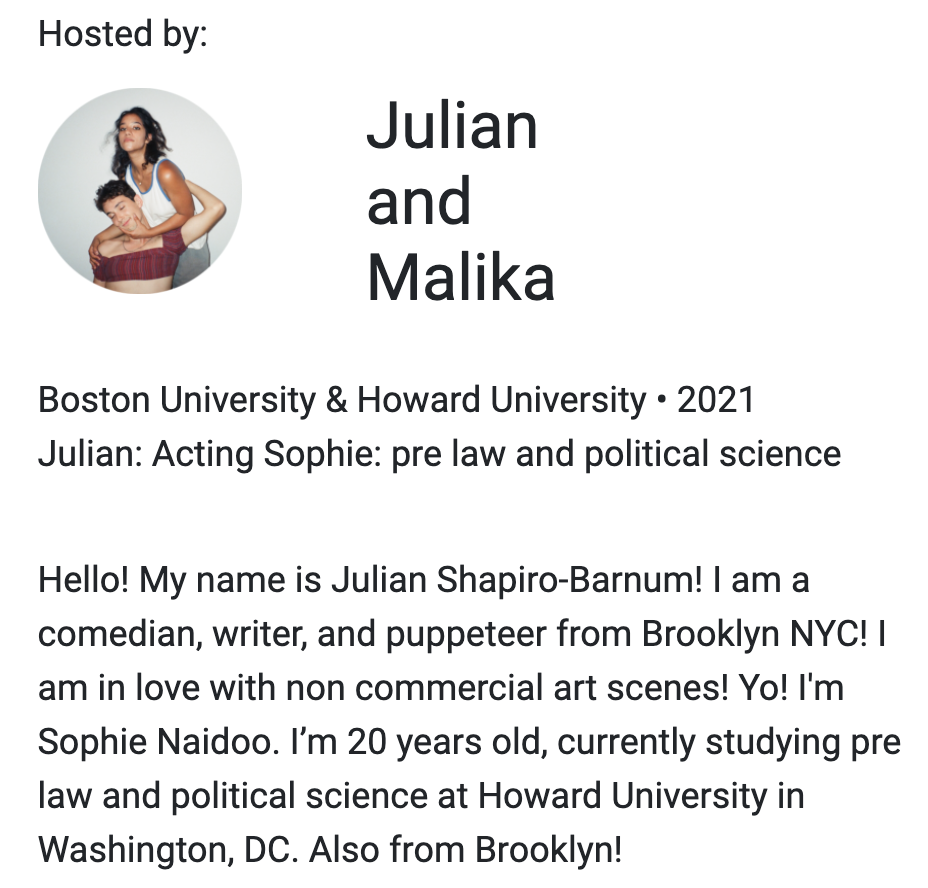 Hosted by:
Julian
and
Malika
Boston University & Howard University • 2021
Julian: Acting Sophie: pre law and political science
Hello! My name is Julian Shapiro-Barnum! I am a
comedian, writer, and puppeteer from Brooklyn NYC! I
am in love with non commercial art scenes! Yo! I'm
Sophie Naidoo. I’m 20 years old, currently studying pre
law and political science at Howard University in
Washington, DC. Also from Brooklyn!